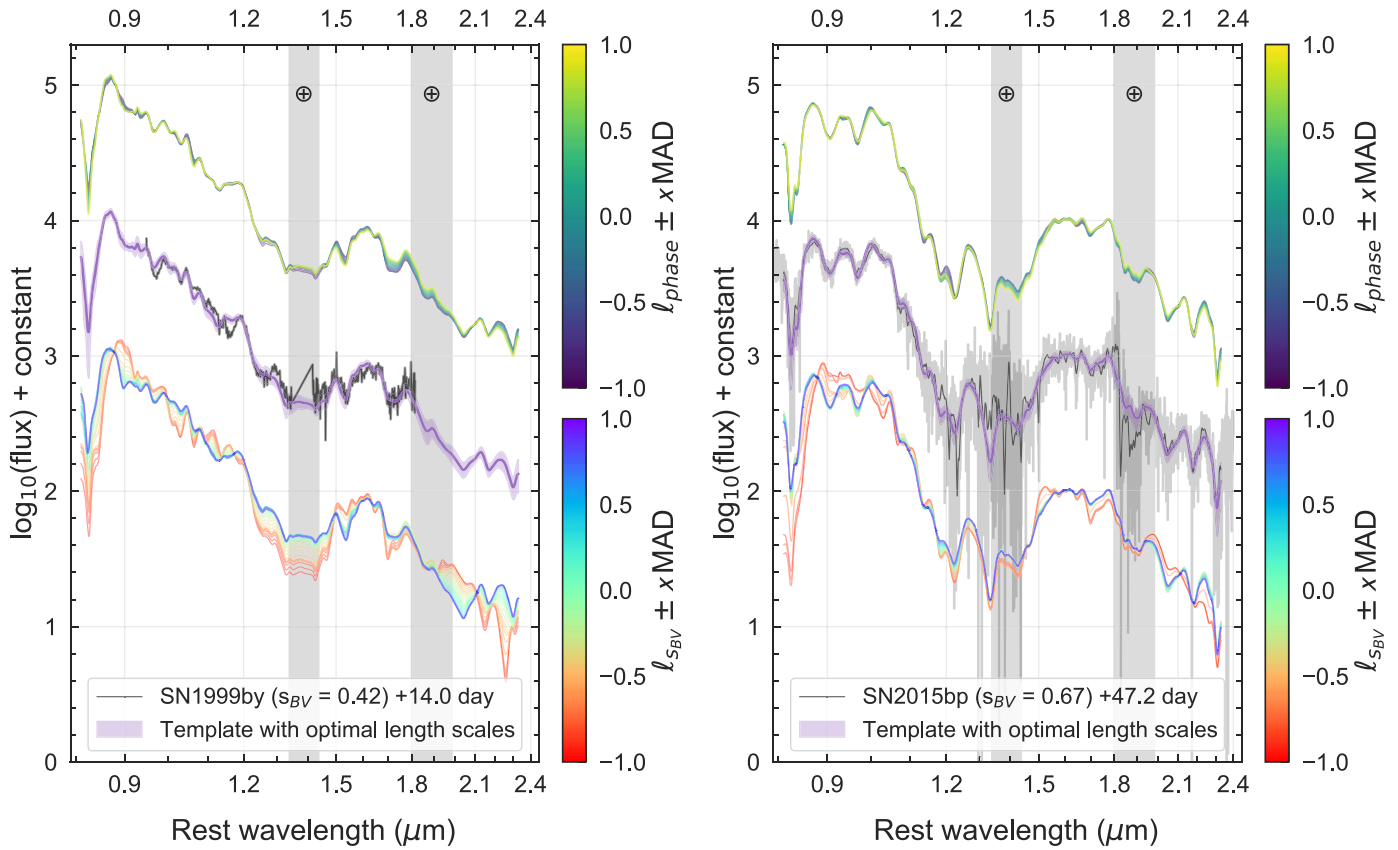 0.9 1.2 1.5 1.8 2.1 2.4
0.9 1.2 1.5 1.8 2.1 2.4
5
4
3
2
1
0
log10(flux) + constant
⊕ ⊕
1.0
0.5
0.0
−0.5
−1.0
ℓphase ± x MAD
1.0
0.5
0.0
−0.5
−1.0
ℓsBV ± x MAD
SN1999by (sBV = 0.42) +14.0 day
Template with optimal length scales
0.9 1.2 1.5 1.8 2.1 2.4
Rest wavelength (μm)
5
4
3
2
1
0
log10(flux) + constant
⊕ ⊕
1.0
0.5
0.0
−0.5
−1.0
ℓphase ± x MAD
1.0
0.5
0.0
−0.5
−1.0
ℓsBV ± x MAD
SN2015bp (sBV = 0.67) +47.2 day
Template with optimal length scales
0.9 1.2 1.5 1.8 2.1 2.4
Rest wavelength (μm)